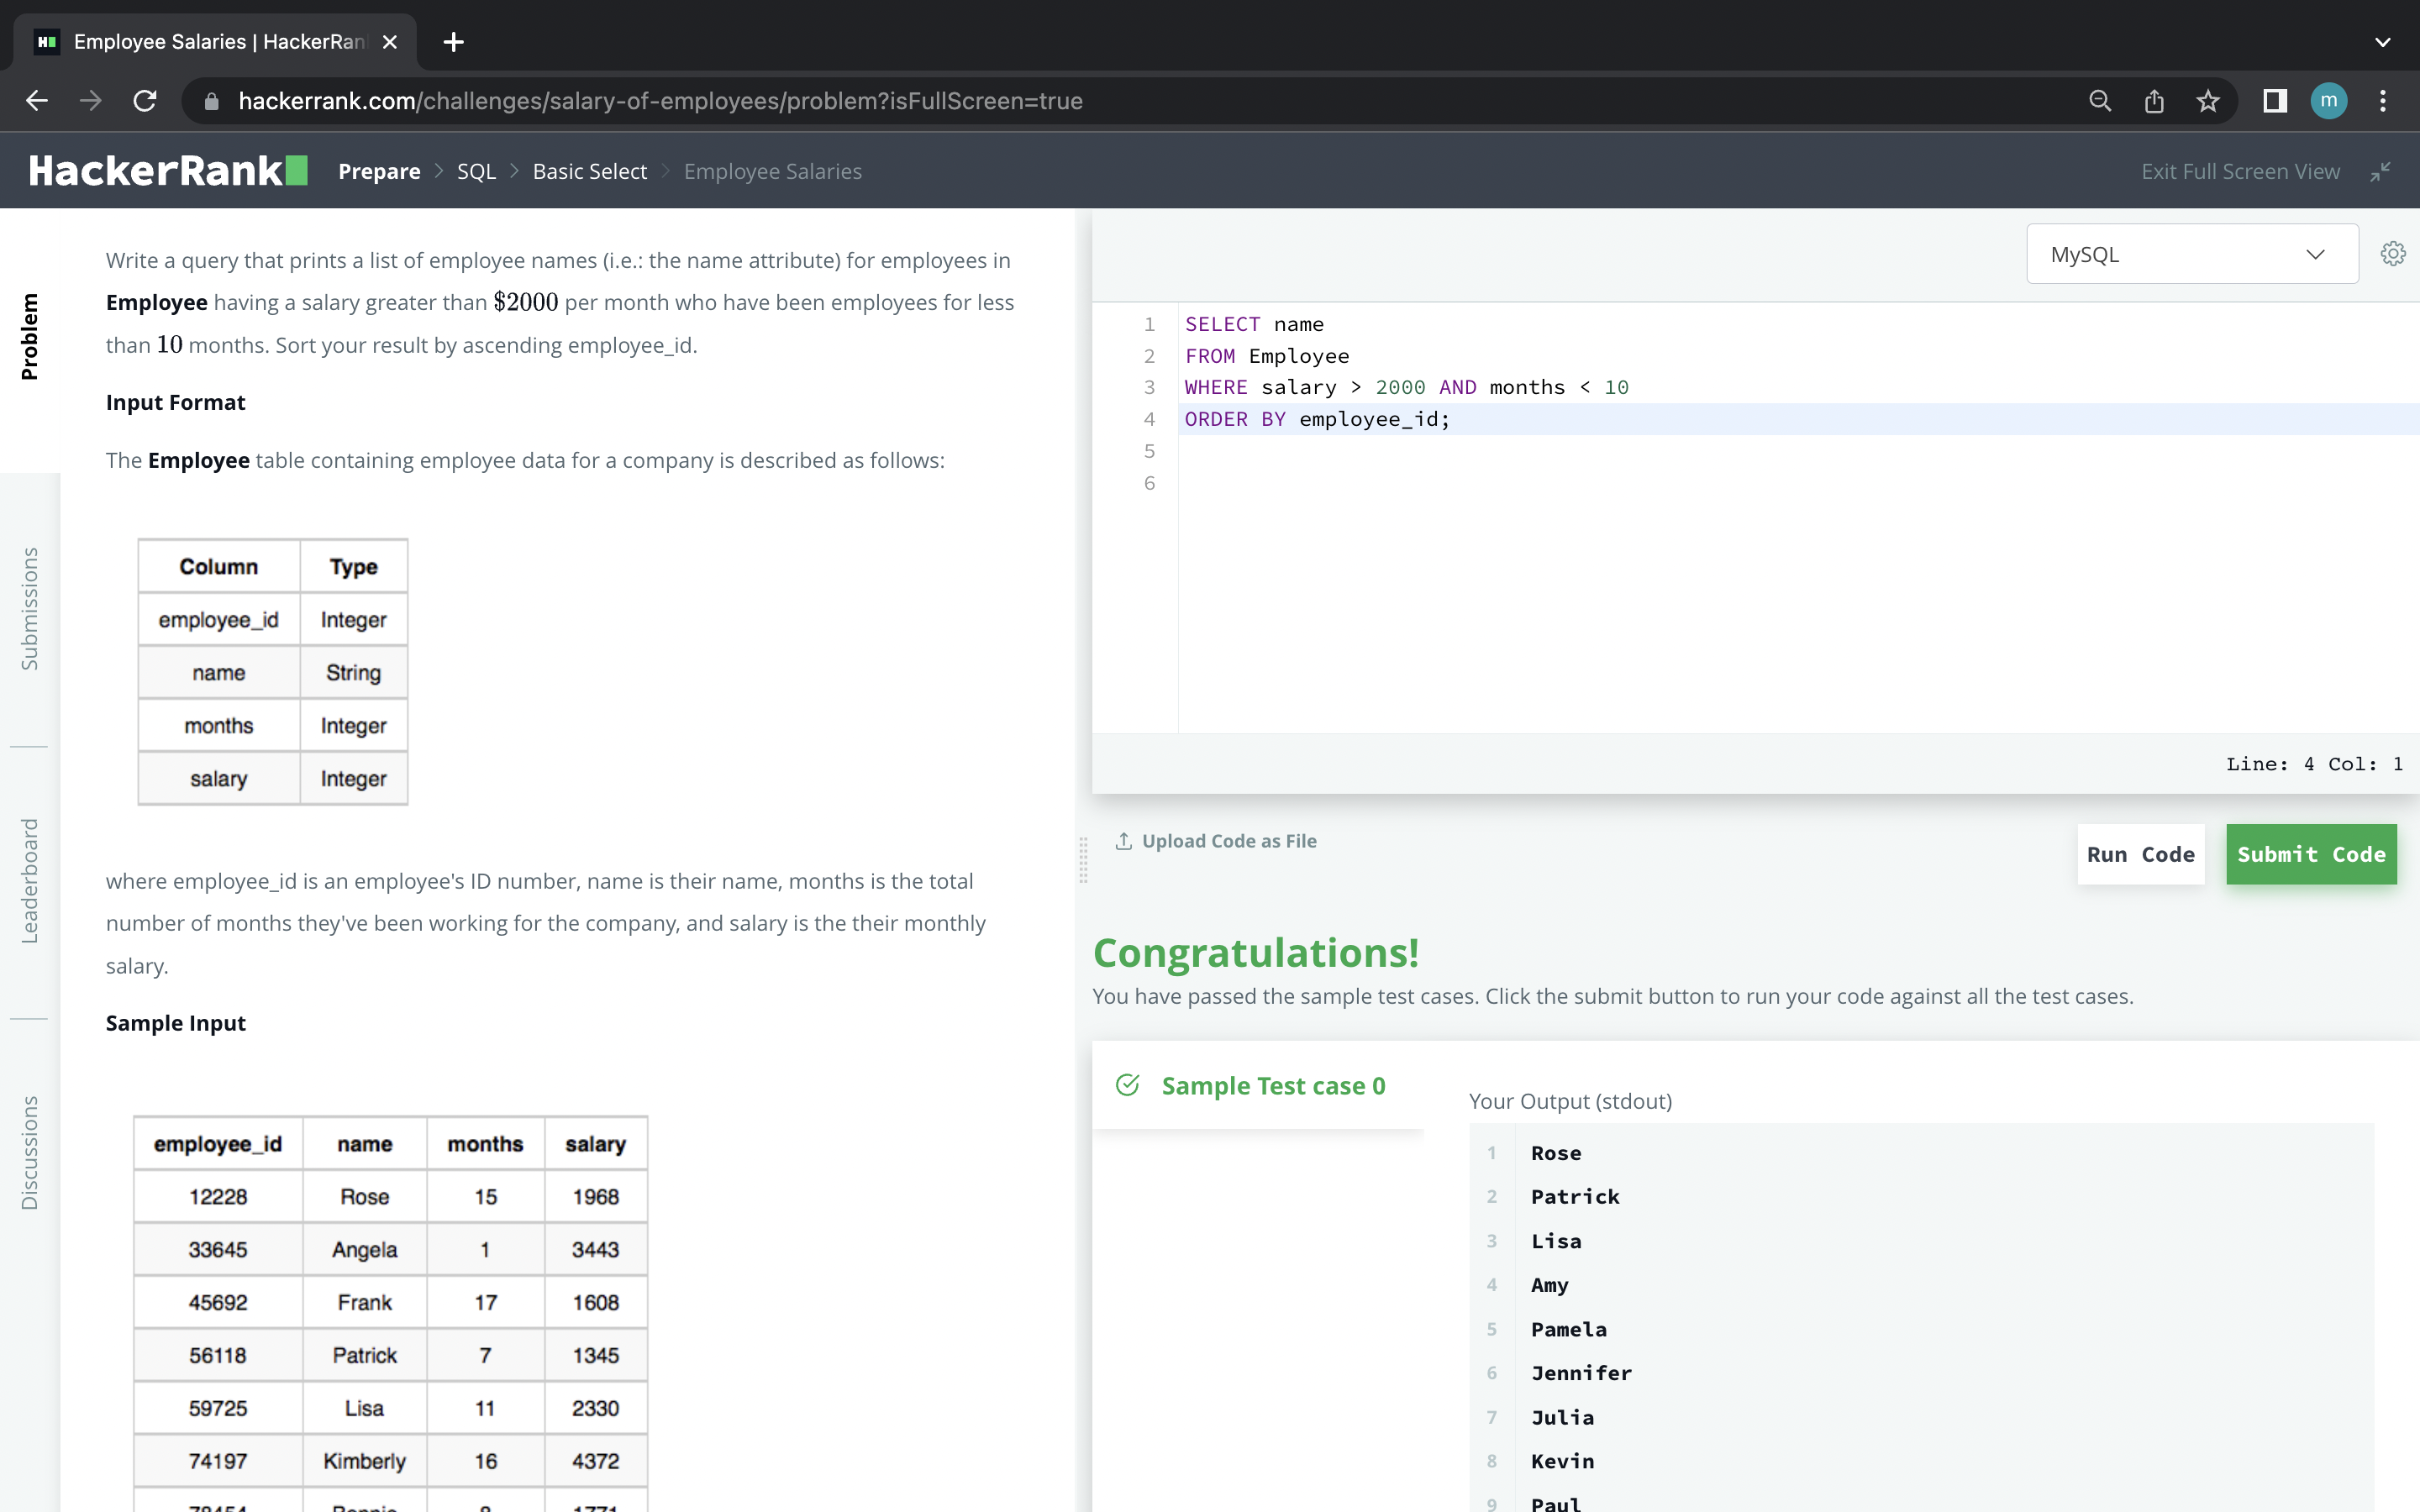 Employee Salaries | HackerRan
hackerrank.com/challenges/salary-of-employees/problem?isFullScreen=true
m
HackerRank
Prepare > SQL > Basic Select > Employee Salaries
Exit Full Screen View
Problem
Submissions
Leaderboard
Discussions
Write a query that prints a list of employee names (i.e.: the name attribute) for employees in
Employee having a salary greater than $2000 per month who have been employees for less
than 10 months. Sort your result by ascending employee_id.
Input Format
The Employee table containing employee data for a company is described as follows:
Column Type
employee_id Integer
name String
months Integer
salary Integer
where employee_id is an employee's ID number, name is their name, months is the total
number of months they've been working for the company, and salary is the their monthly
salary.
Sample Input
employee_id name months salary
12228 Rose 15 1968
33645 Angela 1 3443
45692 Frank 17 1608
56118 Patrick 7 1345
59725 Lisa 11 2330
74197 Kimberly 16 4372
MySQL
1 SELECT name
2 FROM Employee
3 WHERE salary > 2000 AND months < 10
4 ORDER BY employee_id;
5
6
Line: 4 Col: 1
Upload Code as File
Run Code
Submit Code
Congratulations!
You have passed the sample test cases. Click the submit button to run your code against all the test cases.
Sample Test case 0
Your Output (stdout)
1 Rose
2 Patrick
3 Lisa
4 Amy
5 Pamela
6 Jennifer
7 Julia
8 Kevin
9 Paul